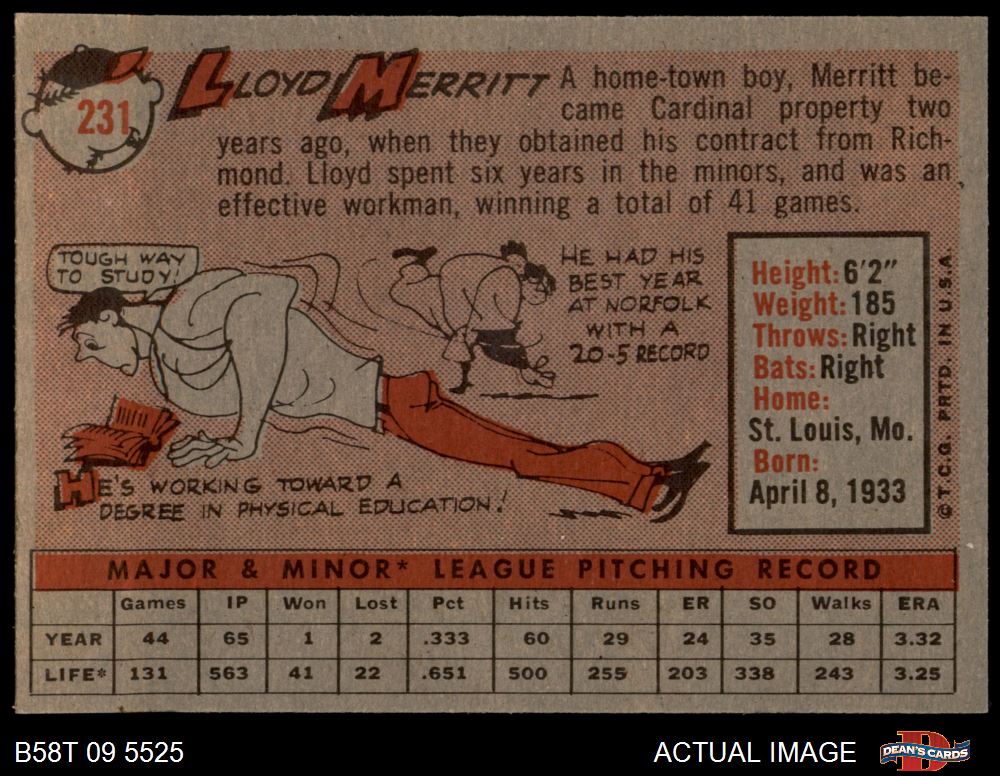 231
LLOYD MERRITT
A home-town boy, Merritt be-
came Cardinal property two
years ago, when they obtained his contract from Rich-
mond. Lloyd spent six years in the minors, and was an
effective workman, winning a total of 41 games.
TOUGH WAY
TO STUDY!
HE HAD HIS
BEST YEAR
AT NORFOLK
WITH A
20-5 RECORD
HE'S WORKING TOWARD A
DEGREE IN PHYSICAL EDUCATION!
Height: 6'2"
Weight: 185
Throws: Right
Bats: Right
Home:
St. Louis, Mo.
Born:
April 8, 1933
© T.C.G. PRTD. IN U.S.A.
MAJOR & MINOR* LEAGUE PITCHING RECORD
Games IP Won Lost Pct Hits Runs ER SO Walks ERA
YEAR 44 65 1 2 .333 60 29 24 35 28 3.32
LIFE* 131 563 41 22 .651 500 255 203 338 243 3.25
B58T 09 5525
ACTUAL IMAGE
DEAN'S CARDS